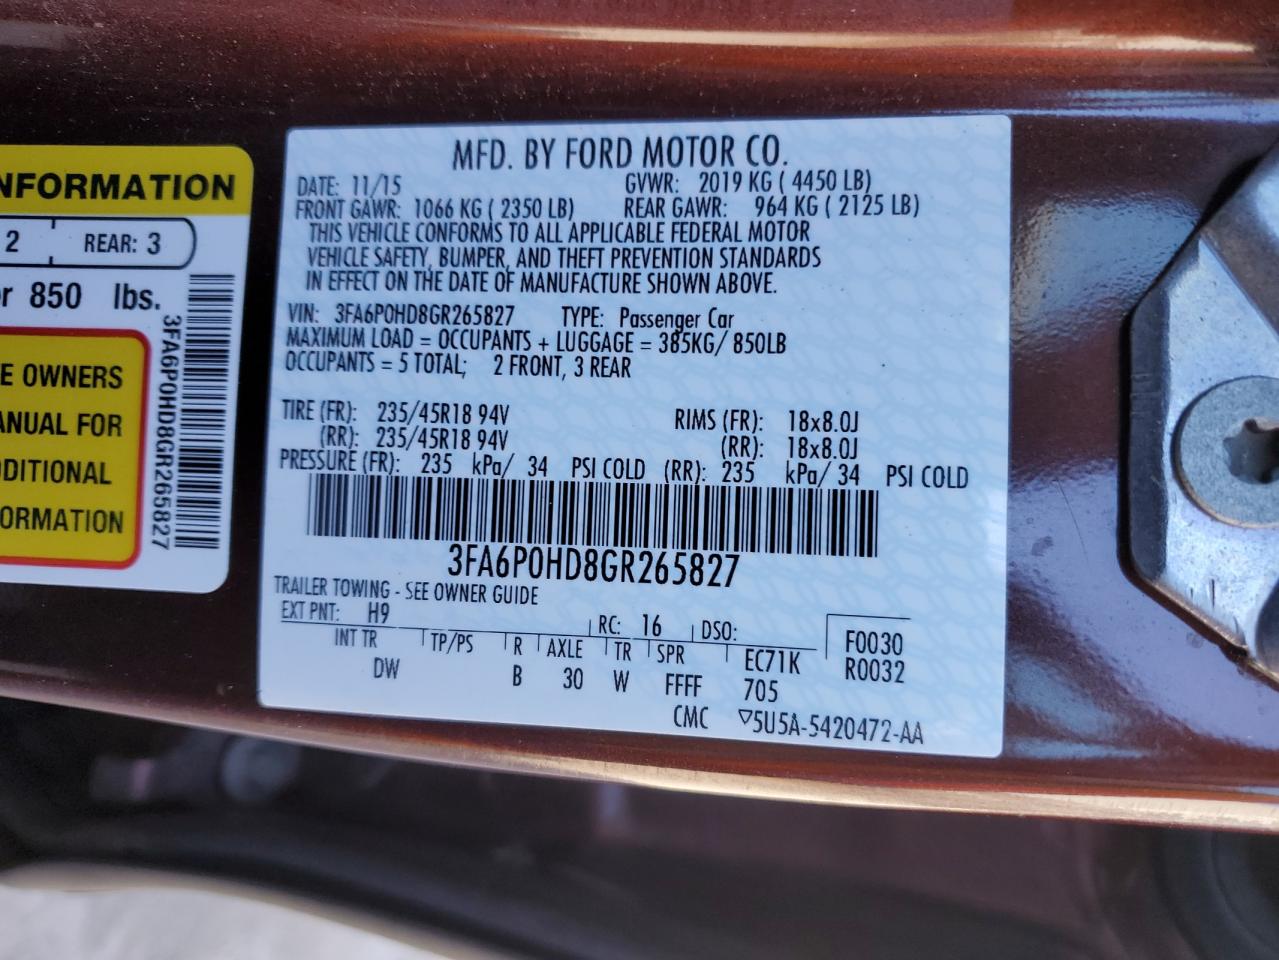 NFORMATION
2 REAR: 3
r 850 lbs.
E OWNERS
ANUAL FOR
DDITIONAL
FORMATION
3FA6P0HD8GR265827
MFD. BY FORD MOTOR CO.
DATE: 11/15 GVWR: 2019 KG ( 4450 LB)
FRONT GAWR: 1066 KG ( 2350 LB) REAR GAWR: 964 KG ( 2125 LB)
THIS VEHICLE CONFORMS TO ALL APPLICABLE FEDERAL MOTOR
VEHICLE SAFETY, BUMPER, AND THEFT PREVENTION STANDARDS
IN EFFECT ON THE DATE OF MANUFACTURE SHOWN ABOVE.
VIN: 3FA6P0HD8GR265827 TYPE: Passenger Car
MAXIMUM LOAD = OCCUPANTS + LUGGAGE = 385KG/ 850LB
OCCUPANTS = 5 TOTAL; 2 FRONT, 3 REAR
TIRE (FR): 235/45R18 94V RIMS (FR): 18x8.0J
(RR): 235/45R18 94V (RR): 18x8.0J
PRESSURE (FR): 235 kPa/ 34 PSI COLD (RR): 235 kPa/ 34 PSI COLD
3FA6P0HD8GR265827
TRAILER TOWING - SEE OWNER GUIDE
EXT PNT: H9 RC: 16 DSO: F0030
INT TR TP/PS R AXLE TR SPR EC71K R0032
DW B 30 W FFFF 705
CMC ▽5U5A-5420472-AA